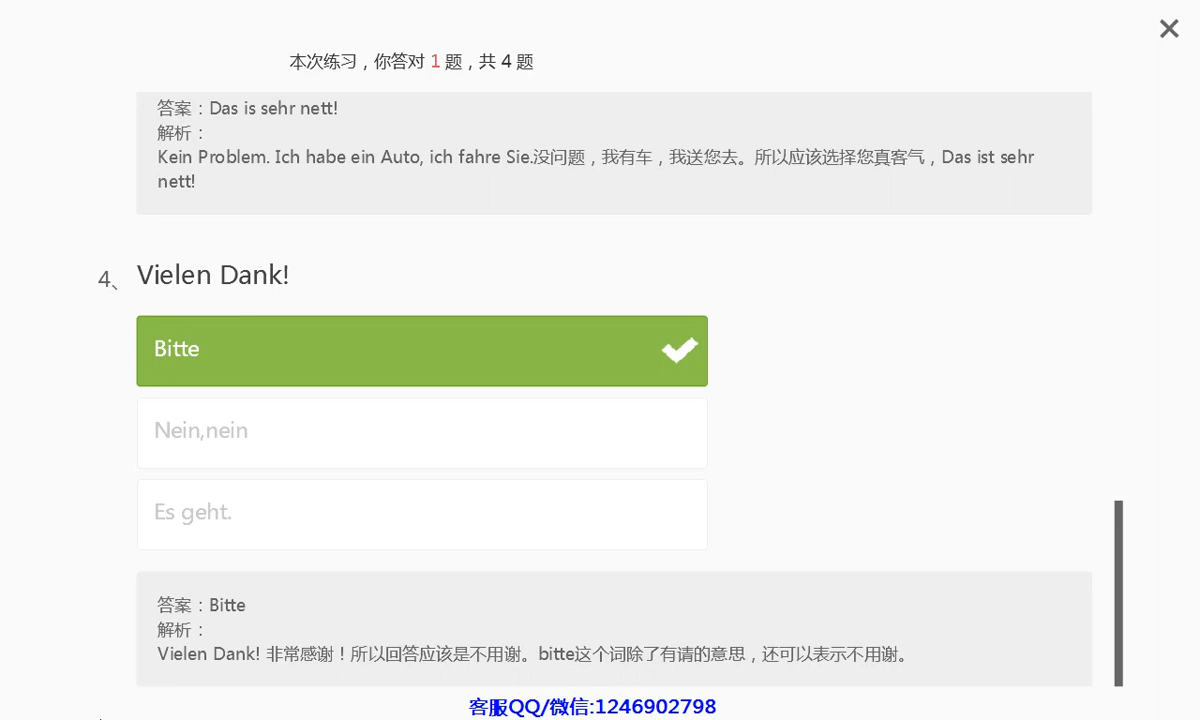 本次练习，你答对 1 题，共 4 题
答案：Das is sehr nett!
解析：
Kein Problem. Ich habe ein Auto, ich fahre Sie.没问题，我有车，我送您去。所以应该选择您真客气，Das ist sehr
nett!
4、 Vielen Dank!
Bitte
Nein,nein
Es geht.
答案：Bitte
解析：
Vielen Dank! 非常感谢！所以回答应该是不用谢。bitte这个词除了有请的意思，还可以表示不用谢。
客服QQ/微信:1246902798